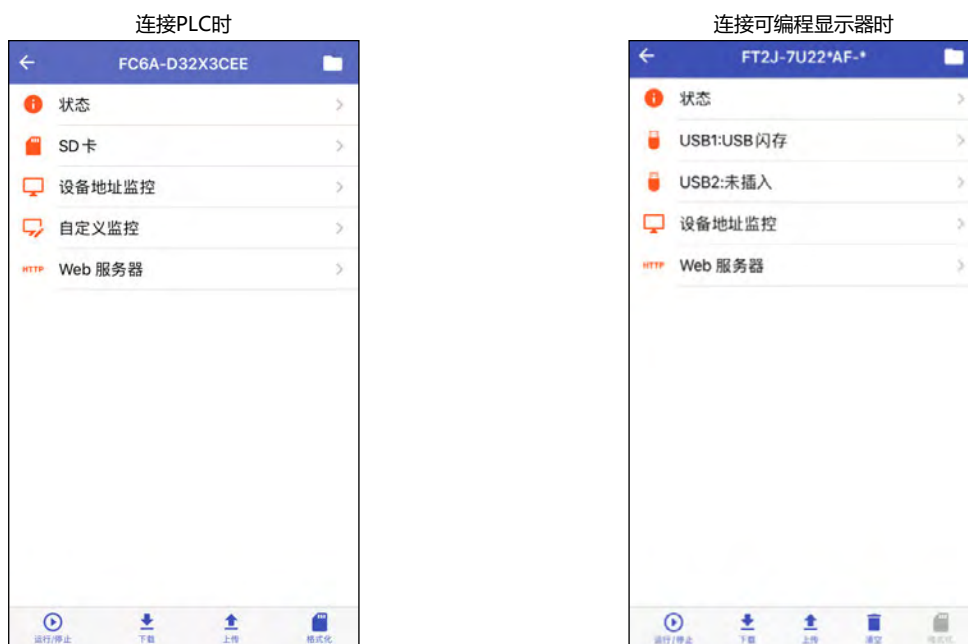 连接PLC时
FC6A-D32X3CEE
状态
SD卡
设备地址监控
自定义监控
HTTP Web 服务器
运行/停止 下载 上传 格式化
连接可编程显示器时
FT2J-7U22*AF-*
状态
USB1:USB闪存
USB2:未插入
设备地址监控
HTTP Web 服务器
运行/停止 下载 上传 清空 格式化